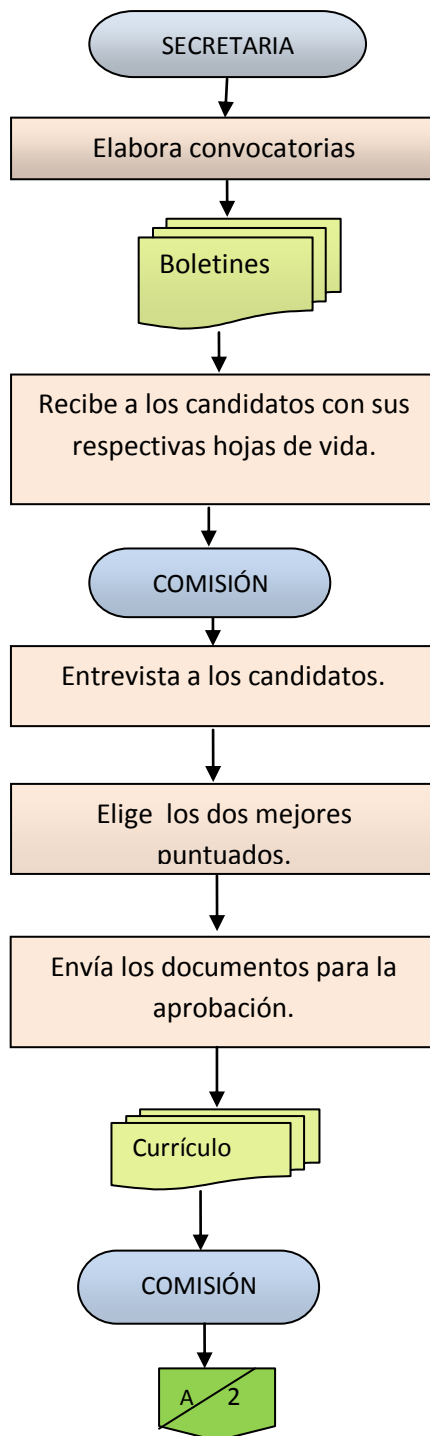 SECRETARIA
Elabora convocatorias
Boletines
Recibe a los candidatos con sus
respectivas hojas de vida.
COMISIÓN
Entrevista a los candidatos.
Elige los dos mejores
puntuados.
Envía los documentos para la
aprobación.
Currículo
COMISIÓN
A 2